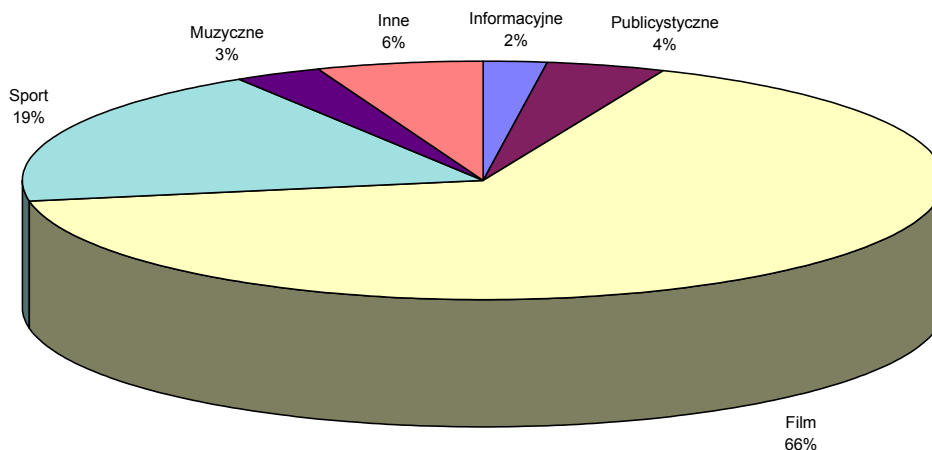 Informacyjne
2%
Publicystyczne
4%
Film
66%
Sport
19%
Muzyczne
3%
Inne
6%